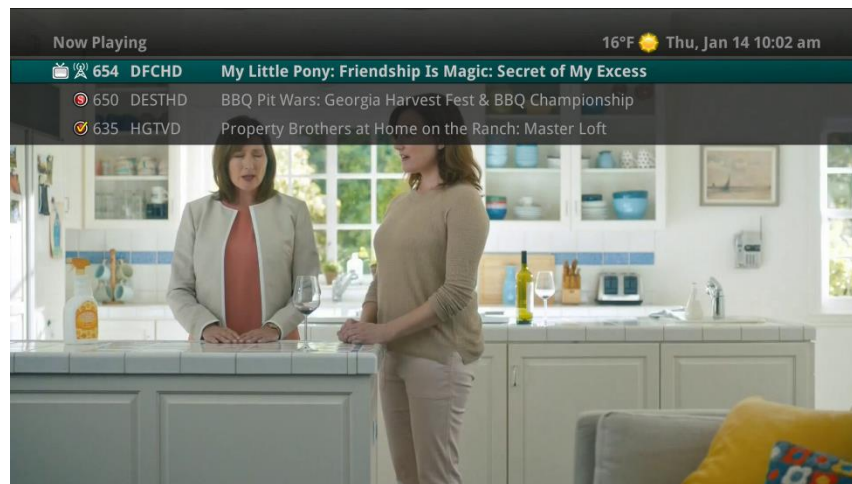 Now Playing 16°F Thu, Jan 14 10:02 am
654 DFCHD My Little Pony: Friendship Is Magic: Secret of My Excess
S 650 DESTHD BBQ Pit Wars: Georgia Harvest Fest & BBQ Championship
635 HGTVD Property Brothers at Home on the Ranch: Master Loft